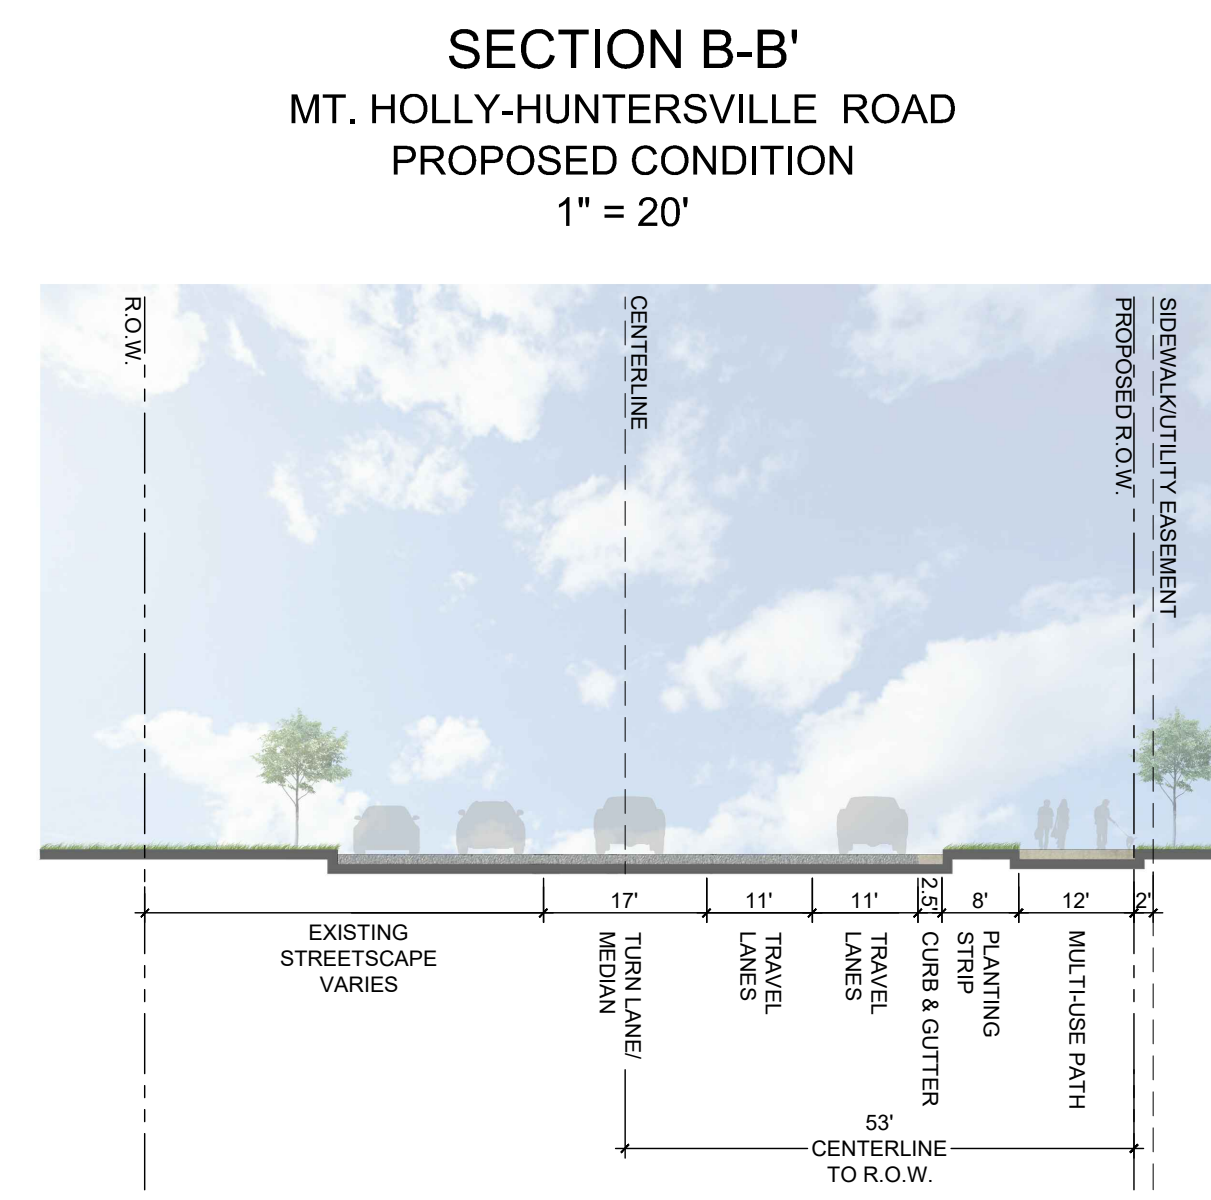 SECTION B-B'
MT. HOLLY-HUNTERSVILLE ROAD
PROPOSED CONDITION
1" = 20'
R.O.W.
CENTERLINE
PROPOSED R.O.W.
SIDEWALK/UTILITY EASEMENT
17'
11'
11'
2.5'
8'
12'
2'
EXISTING
STREETSCAPE
VARIES
TURN LANE/
MEDIAN
TRAVEL
LANES
TRAVEL
LANES
CURB & GUTTER
PLANTING
STRIP
MULTI-USE PATH
53'
CENTERLINE
TO R.O.W.